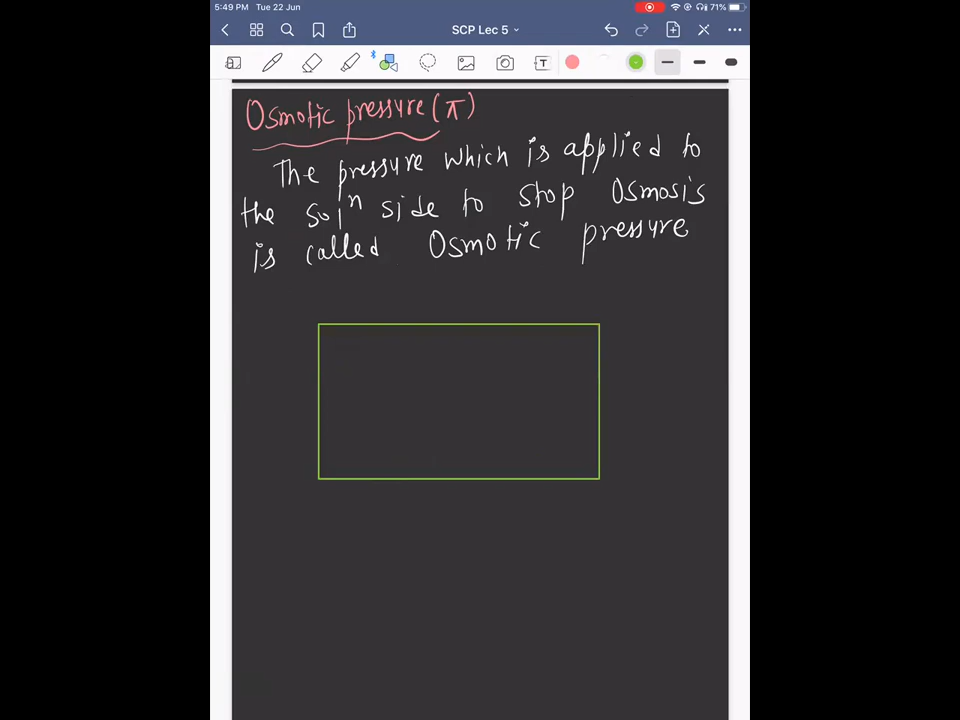 5:49 PM Tue 22 Jun 71%
SCP Lec 5
T
Osmotic pressure (π)
The pressure which is applied to
the solⁿ side to stop Osmosis
is called Osmotic pressure